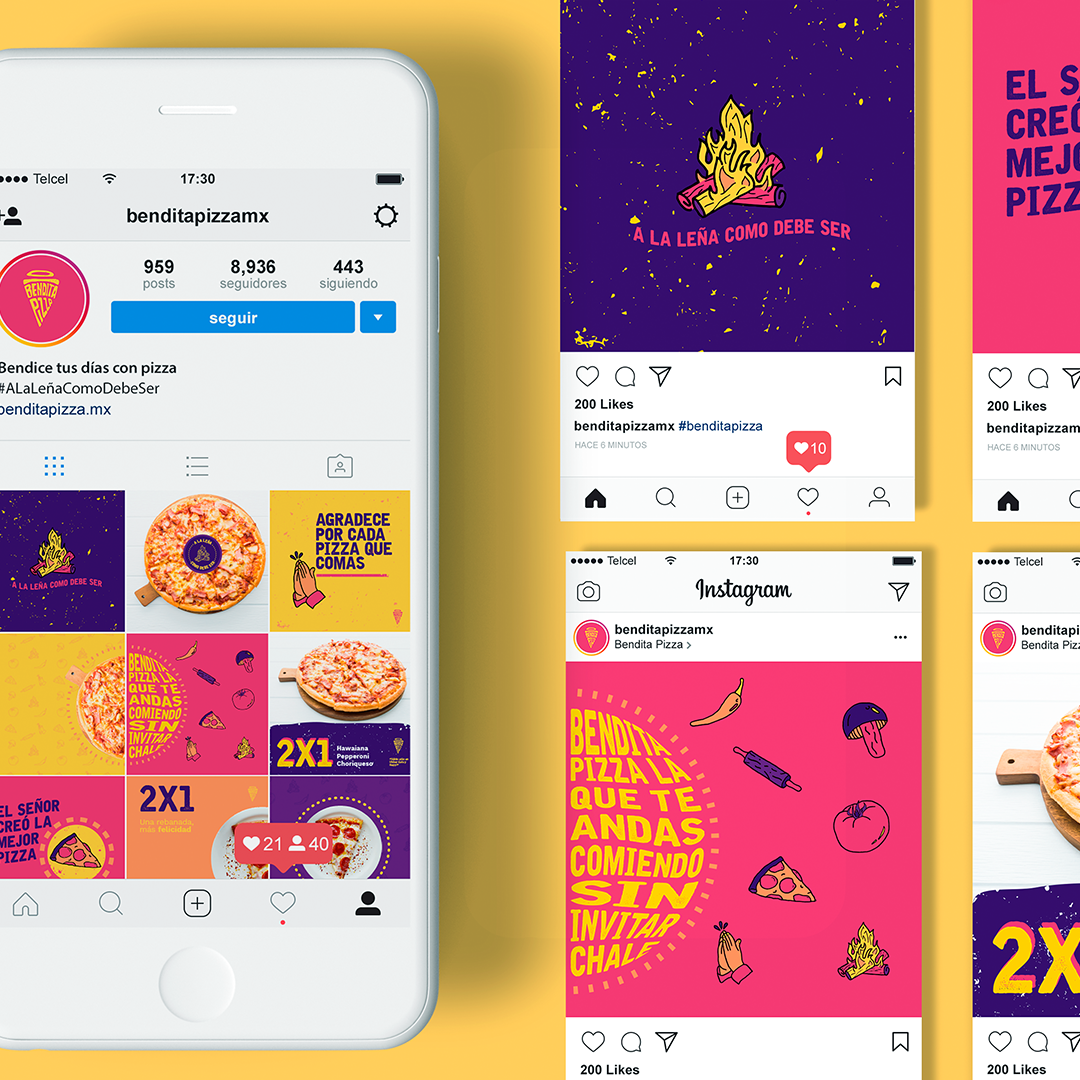 Telcel
17:30
benditapizzamx
959
posts
8,936
seguidores
443
siguiendo
seguir
BENDITA
PIZZA
Bendice tus días con pizza
#ALaLeñaComoDebeSer
benditapizza.mx
A LA LEÑA COMO DEBE SER
A LA LEÑA
COMO DEBE SER
AGRADECE
POR CADA
PIZZA QUE
COMAS
BENDITA
PIZZA LA
QUE TE
ANDAS
COMIENDO
SIN
INVITAR
CHALE
2X1
Hawaiana
Pepperoni
Choriqueso
EL SEÑOR
CREÓ LA
MEJOR
PIZZA
2X1
Una rebanada,
más felicidad
21
40
A LA LEÑA COMO DEBE SER
200 Likes
benditapizzamx #benditapizza
HACE 6 MINUTOS
10
EL S
CREÓ
MEJO
PIZZ
200 Likes
benditapizzam
HACE 6 MINUTOS
Telcel
17:30
Instagram
benditapizzamx
Bendita Pizza
BENDITA
PIZZA LA
QUE TE
ANDAS
COMIENDO
SIN
INVITAR
CHALE
200 Likes
Telcel
benditapi
Bendita Pizz
2X
200 Likes